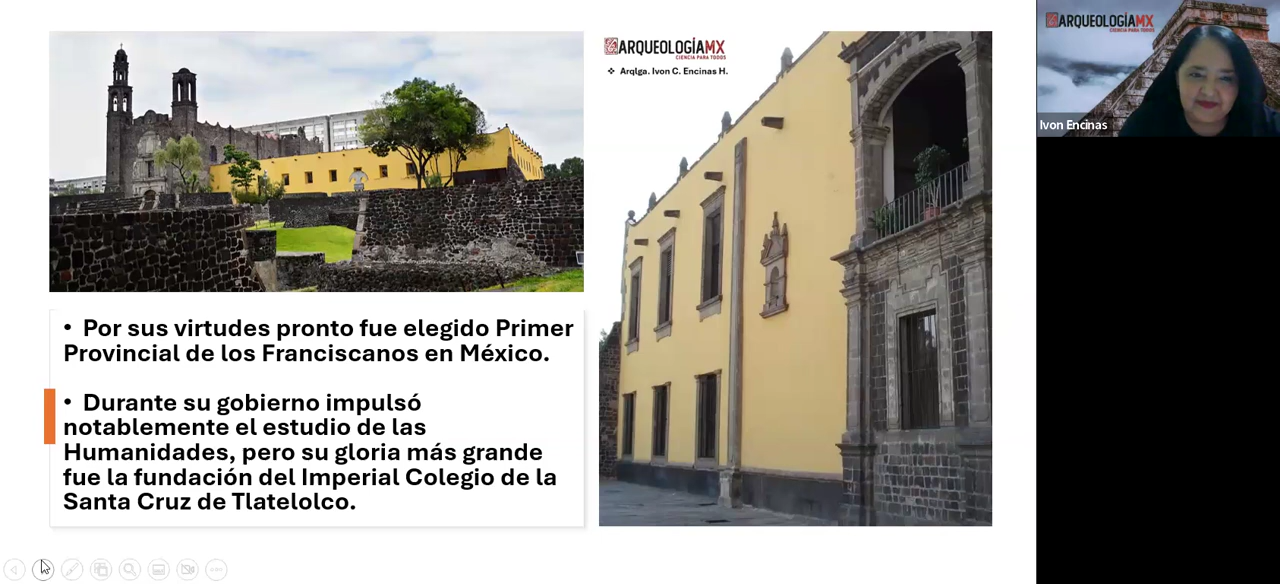 ARQUEOLOGÍAMX
CIENCIA PARA TODOS
❖ Arqlga. Ivon C. Encinas H.
• Por sus virtudes pronto fue elegido Primer
Provincial de los Franciscanos en México.
• Durante su gobierno impulsó
notablemente el estudio de las
Humanidades, pero su gloria más grande
fue la fundación del Imperial Colegio de la
Santa Cruz de Tlatelolco.
ARQUEOLOGÍAMX
CIENCIA PARA TODOS
Ivon Encinas